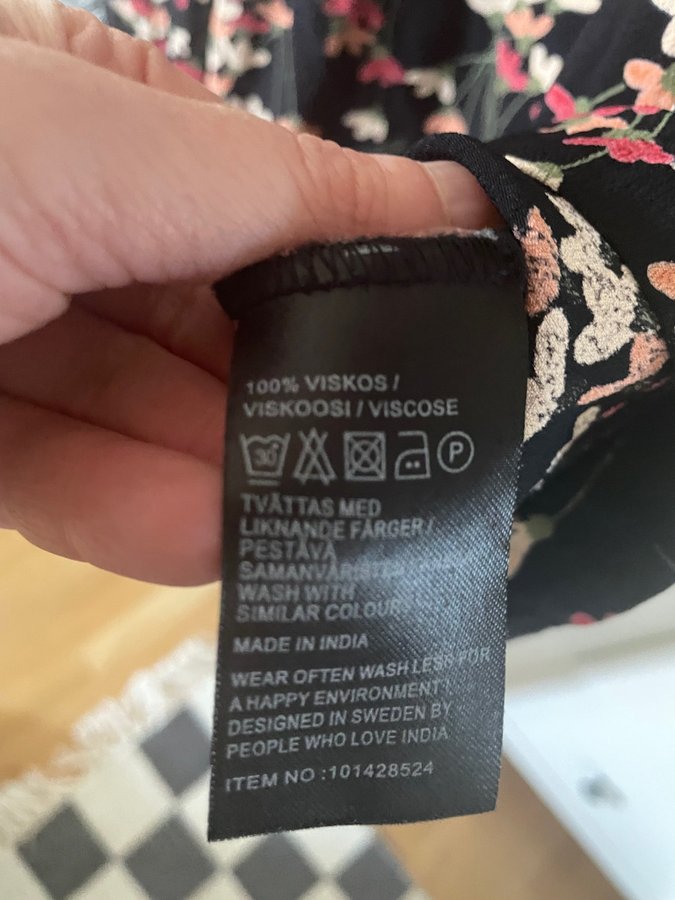 100% VISKOS /
VISKOOSI / VISCOSE
30° P
TVÄTTAS MED
LIKNANDE FÄRGER /
PESTÄVÄ
WASH WITH
SIMILAR COLOURS
MADE IN INDIA
WEAR OFTEN WASH LESS FOR
A HAPPY ENVIRONMENT!
DESIGNED IN SWEDEN BY
PEOPLE WHO LOVE INDIA
ITEM NO :101428524